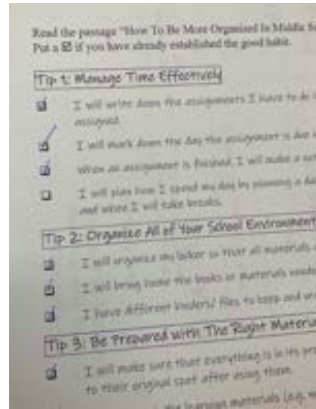 Read the passage "How To Be More Organized In Middle Sc
Put a ☑ if you have already established the good habit.
Tip 1: Manage Time Effectively
☑ I will write down the assignments I have to do
assigned.
☑ I will mark down the day the assignment is due
☑ When an assignment is finished, I will make a
☐ I will plan how I spend my day by planning a
and when I will take breaks.
Tip 2: Organize All of Your School Environment
☑ I will organize my locker so that all materials
☑ I will bring home the books or materials needed
☑ I have different binders/ files to keep and
Tip 3: Be Prepared with The Right Materia
☑ I will make sure that everything is in its
to their original spot after using them.
the learning materials (e.g.